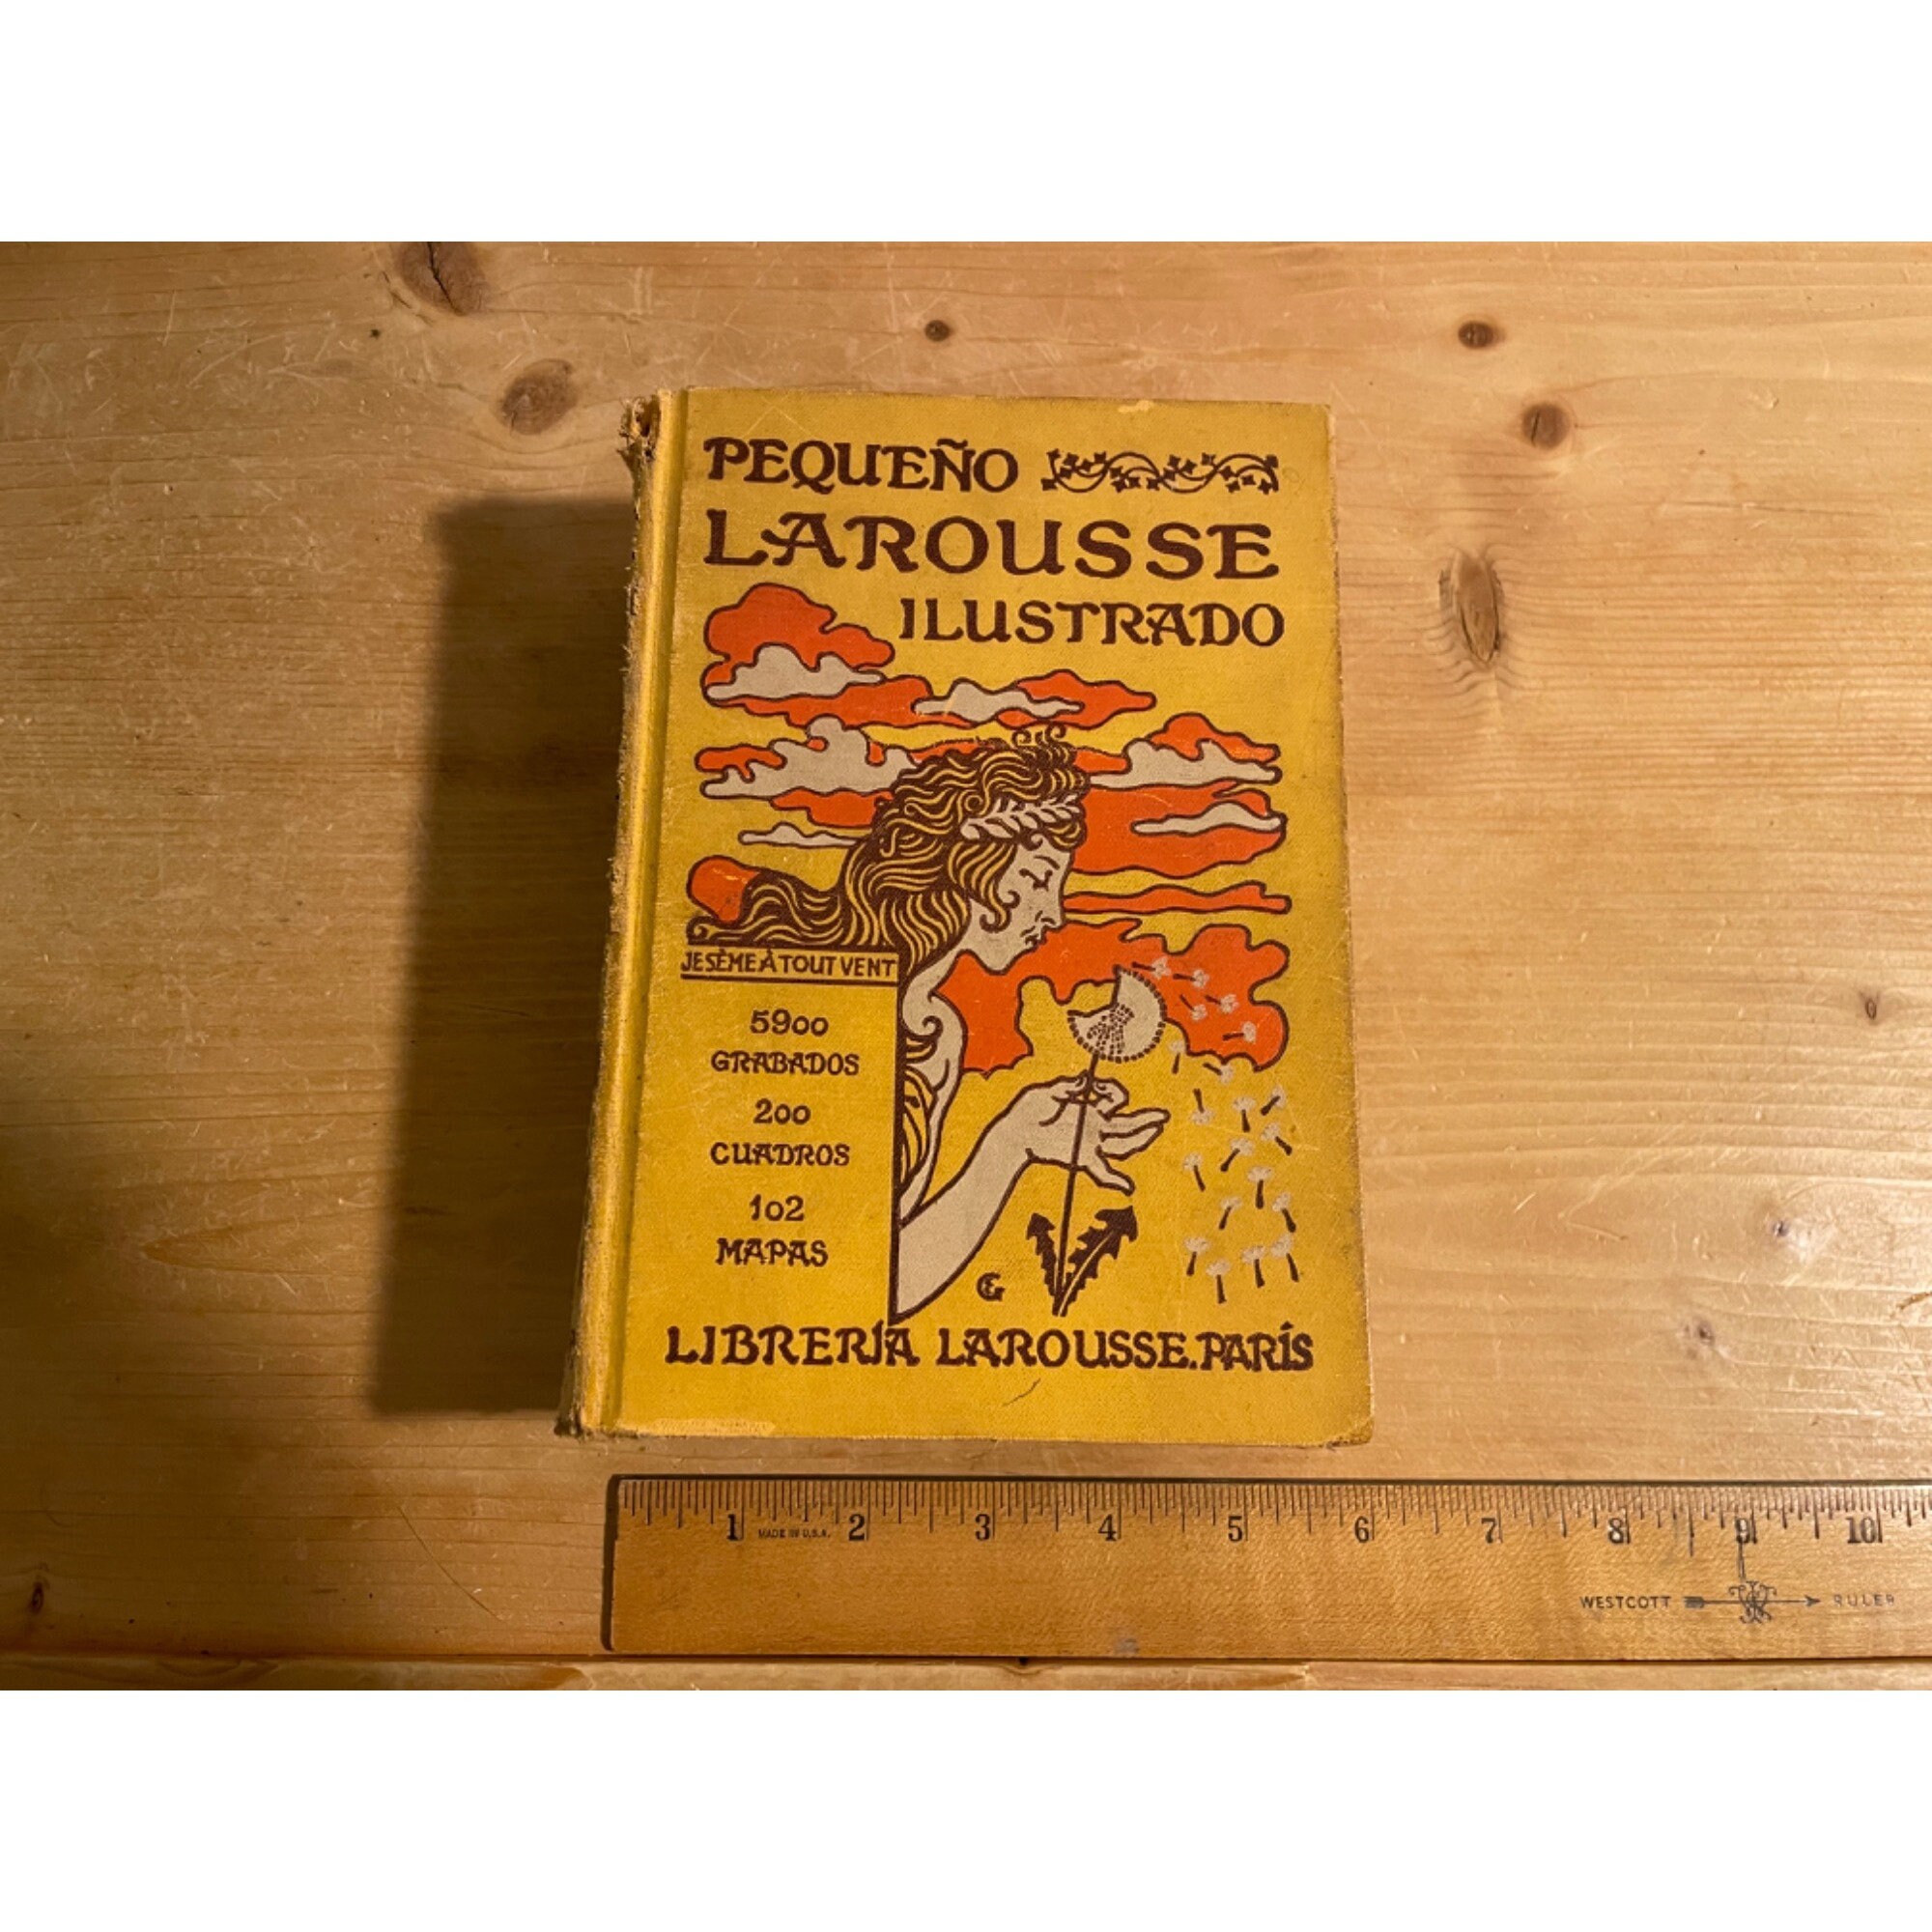 PEQUEÑO
LAROUSSE
ILUSTRADO
JE SÈME À TOUT VENT
5900
GRABADOS
200
CUADROS
102
MAPAS
EG
LIBRERÍA LAROUSSE. PARÍS
1 2 3 4 5 6 7 8 9 10
MADE IN U.S.A.
WESTCOTT RULER